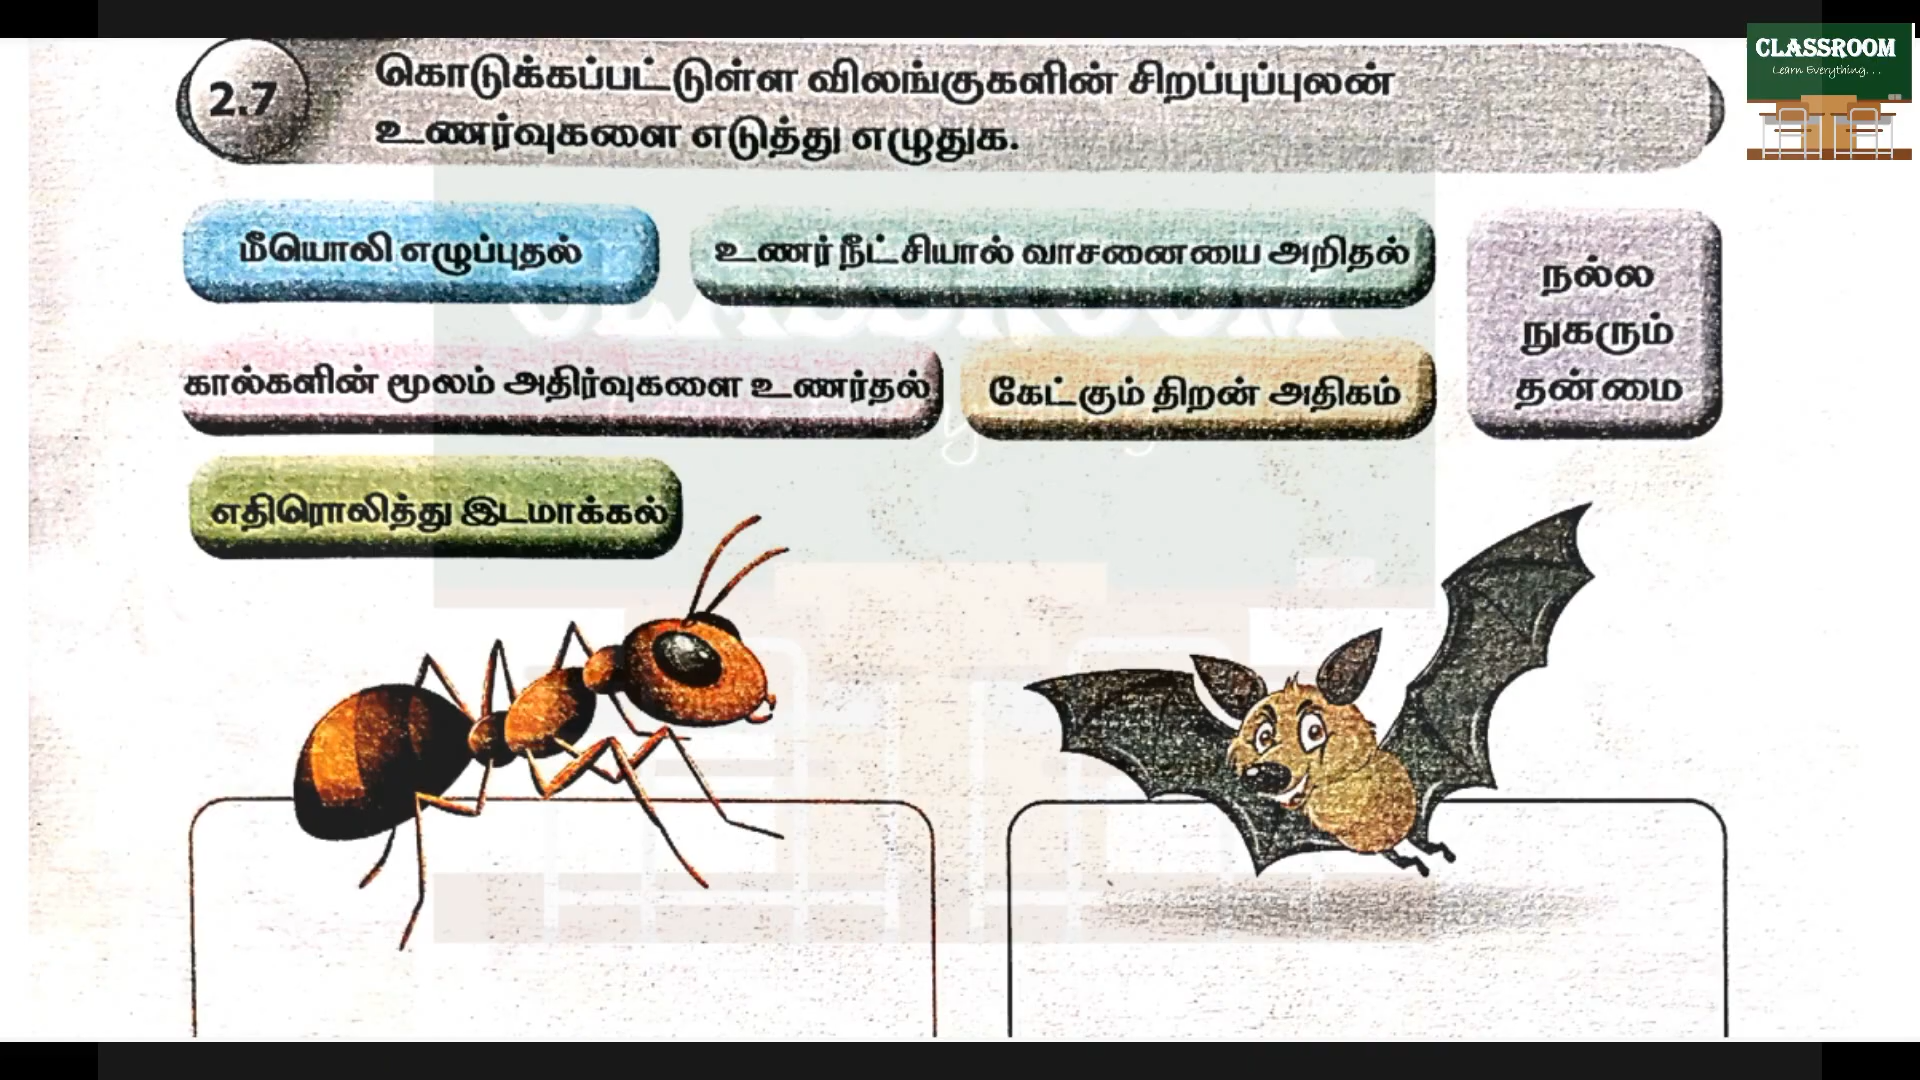 CLASSROOM
Learn Everything...
2.7
கொடுக்கப்பட்டுள்ள விலங்குகளின் சிறப்புப்புலன்
உணர்வுகளை எடுத்து எழுதுக.
மீயொலி எழுப்புதல்
உணர் நீட்சியால் வாசனையை அறிதல்
நல்ல
நுகரும்
தன்மை
கால்களின் மூலம் அதிர்வுகளை உணர்தல்
கேட்கும் திறன் அதிகம்
எதிரொலித்து இடமாக்கல்